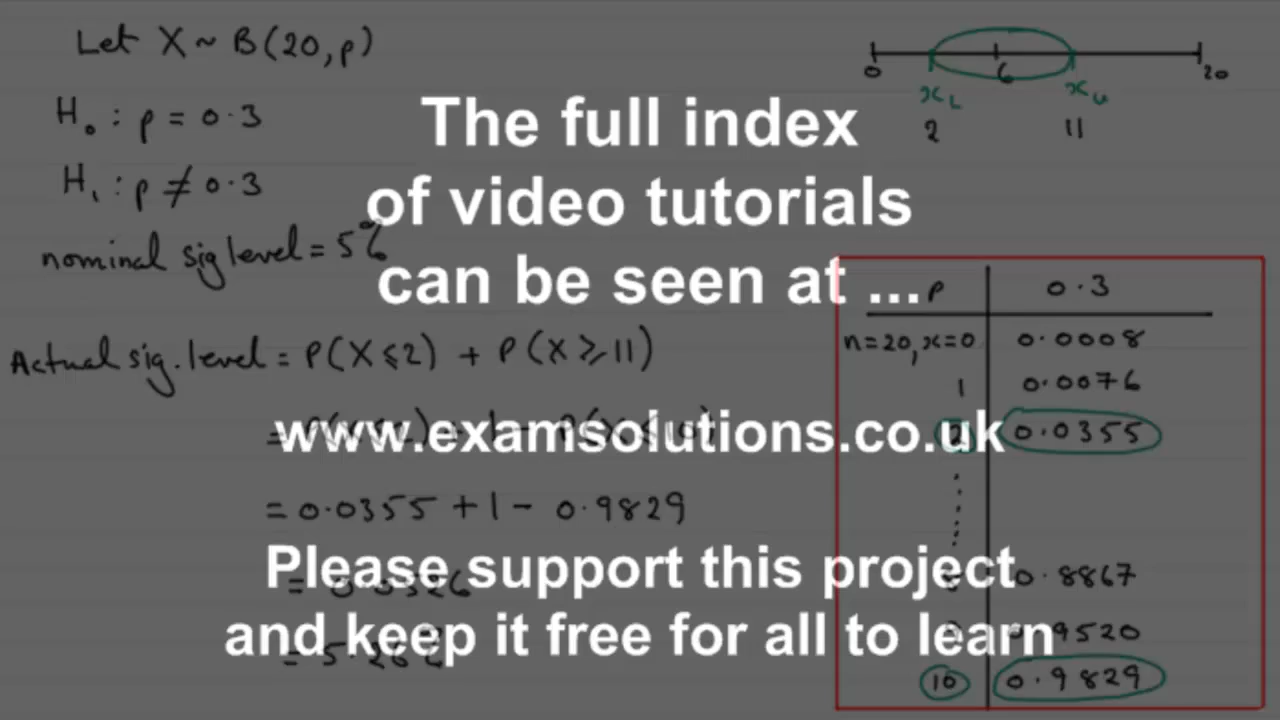 Let X ~ B(20, p)
H₀ : p = 0.3
H₁ : p ≠ 0.3
nominal sig level = 5%
Actual sig. level = P(X ≤ 2) + P(X ≥ 11)
= 0.0355 + 1 - 0.9829
0 6 20
x_L x_u
2 11
The full index
of video tutorials
can be seen at ...
www.examsolutions.co.uk
Please support this project
and keep it free for all to learn
p 0.3
n=20, x=0 0.0008
1 0.0076
2 0.0355
0.8867
0.9520
10 0.9829